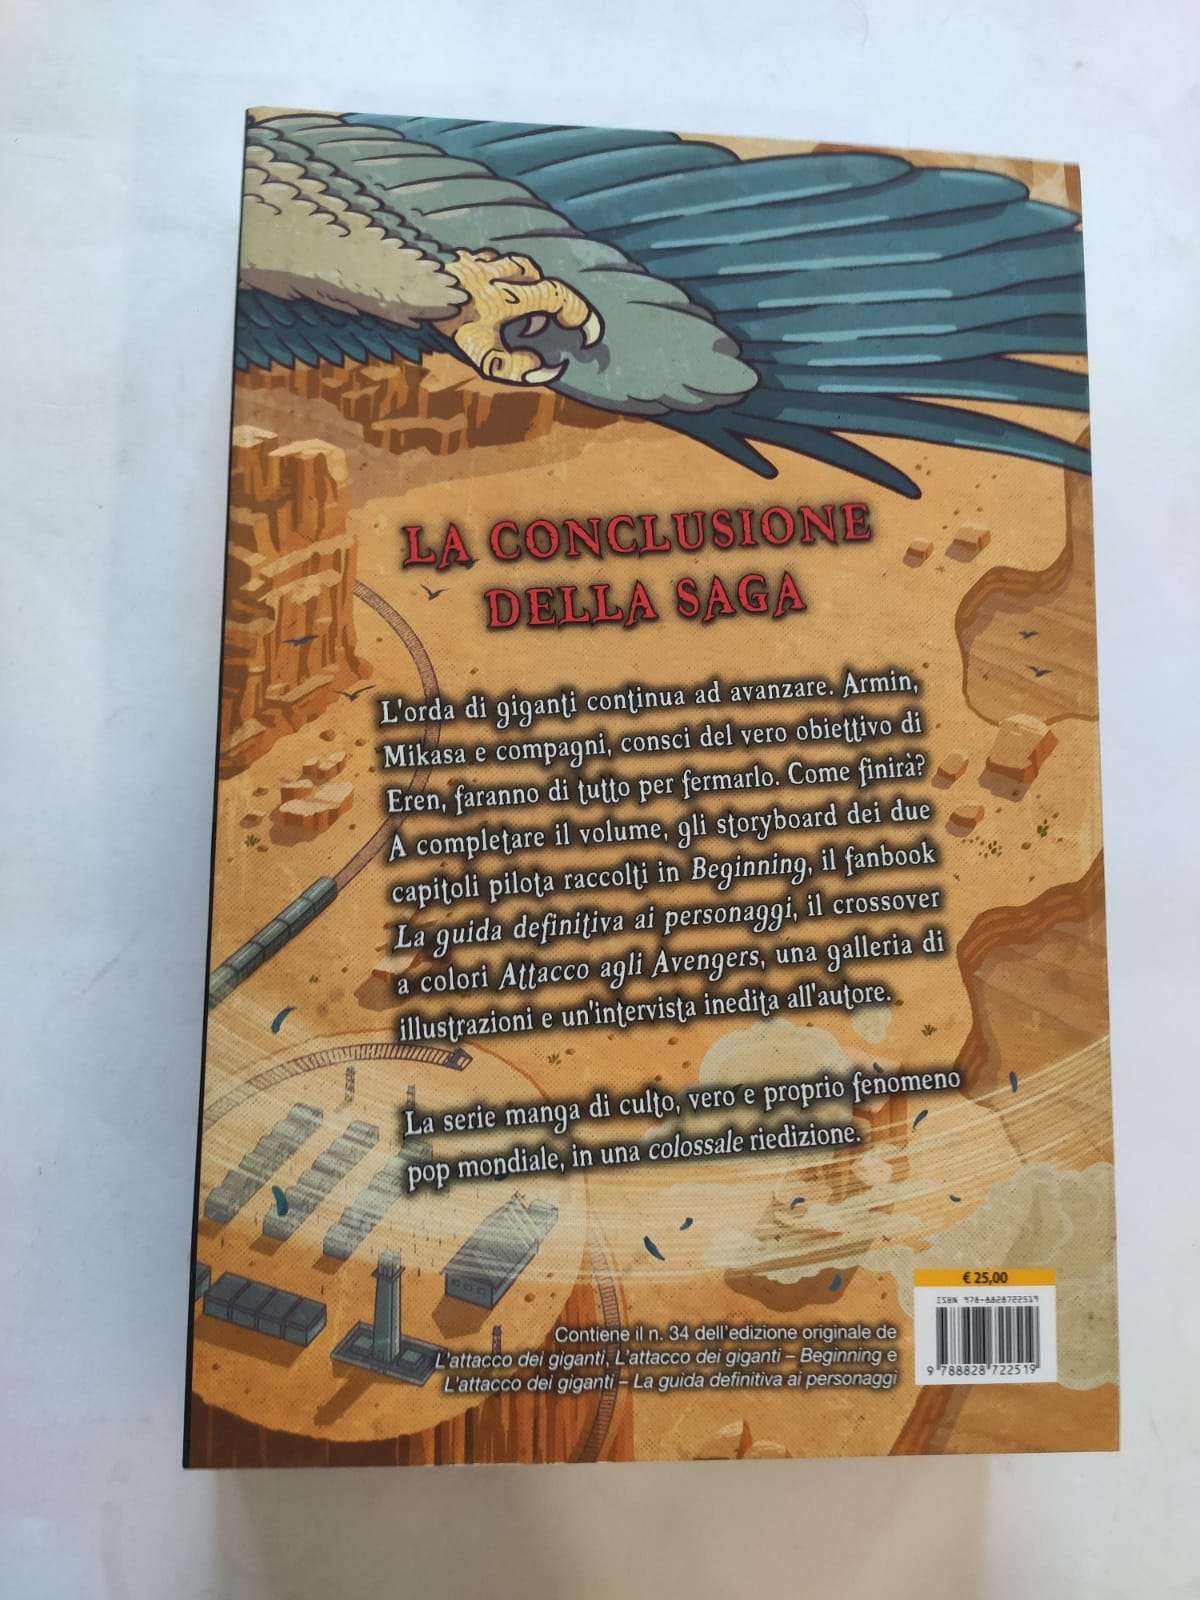 LA CONCLUSIONE
DELLA SAGA
L'orda di giganti continua ad avanzare. Armin,
Mikasa e compagni, consci del vero obiettivo di
Eren, faranno di tutto per fermarlo. Come finirà?
A completare il volume, gli storyboard dei due
capitoli pilota raccolti in Beginning, il fanbook
La guida definitiva ai personaggi, il crossover
a colori Attacco agli Avengers, una galleria di
illustrazioni e un'intervista inedita all'autore.
La serie manga di culto, vero e proprio fenomeno
pop mondiale, in una colossale riedizione.
Contiene il n. 34 dell'edizione originale de
L'attacco dei giganti, L'attacco dei giganti – Beginning e
L'attacco dei giganti – La guida definitiva ai personaggi
€ 25,00
ISBN 978-8828722519
9 788828 722519